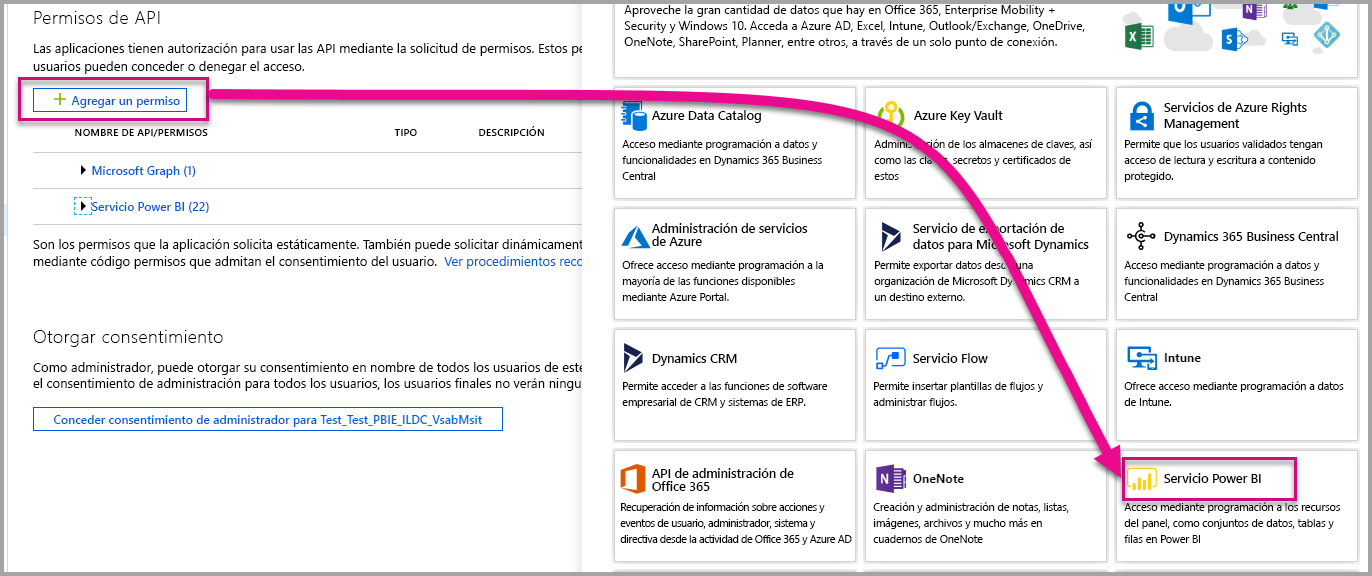 Permisos de API
Las aplicaciones tienen autorización para usar las API mediante la solicitud de permisos. Estos pe
usuarios pueden conceder o denegar el acceso.
Agregar un permiso
NOMBRE DE API/PERMISOS TIPO DESCRIPCIÓN
Microsoft Graph (1)
Servicio Power BI (22)
Son los permisos que la aplicación solicita estáticamente. También puede solicitar dinámicament
mediante código permisos que admitan el consentimiento del usuario. Ver procedimientos reco
Otorgar consentimiento
Como administrador, puede otorgar su consentimiento en nombre de todos los usuarios de este
el consentimiento de administración para todos los usuarios, los usuarios finales no verán ningu
Conceder consentimiento de administrador para Test_Test_PBIE_ILDC_VsabMsit
Aproveche la gran cantidad de datos que hay en Office 365, Enterprise Mobility +
Security y Windows 10. Acceda a Azure AD, Excel, Intune, Outlook/Exchange, OneDrive,
OneNote, SharePoint, Planner, entre otros, a través de un solo punto de conexión.
Azure Data Catalog
Acceso mediante programación a datos y
funcionalidades en Dynamics 365 Business
Central
Azure Key Vault
Administración de los almacenes de claves, así
como las claves, secretos y certificados de
estos
Servicios de Azure Rights
Management
Permite que los usuarios validados tengan
acceso de lectura y escritura a contenido
protegido.
Administración de servicios
de Azure
Ofrece acceso mediante programación a la
mayoría de las funciones disponibles
mediante Azure Portal.
Servicio de exportación de
datos para Microsoft Dynamics
Permite exportar datos desde una
organización de Microsoft Dynamics CRM a
un destino externo.
Dynamics 365 Business Central
Acceso mediante programación a datos y
funcionalidades en Dynamics 365 Business
Central
Dynamics CRM
Permite acceder a las funciones de software
empresarial de CRM y sistemas de ERP.
Servicio Flow
Permite insertar plantillas de flujos y
administrar flujos.
Intune
Ofrece acceso mediante programación a datos
de Intune.
API de administración de
Office 365
Recuperación de información sobre acciones y
eventos de usuario, administrador, sistema y
directiva desde la actividad de Office 365 y Azure AD
OneNote
Creación y administración de notas, listas,
imágenes, archivos y mucho más en
cuadernos de OneNote
Servicio Power BI
Acceso mediante programación a los recursos
del panel, como conjuntos de datos, tablas y
filas en Power BI